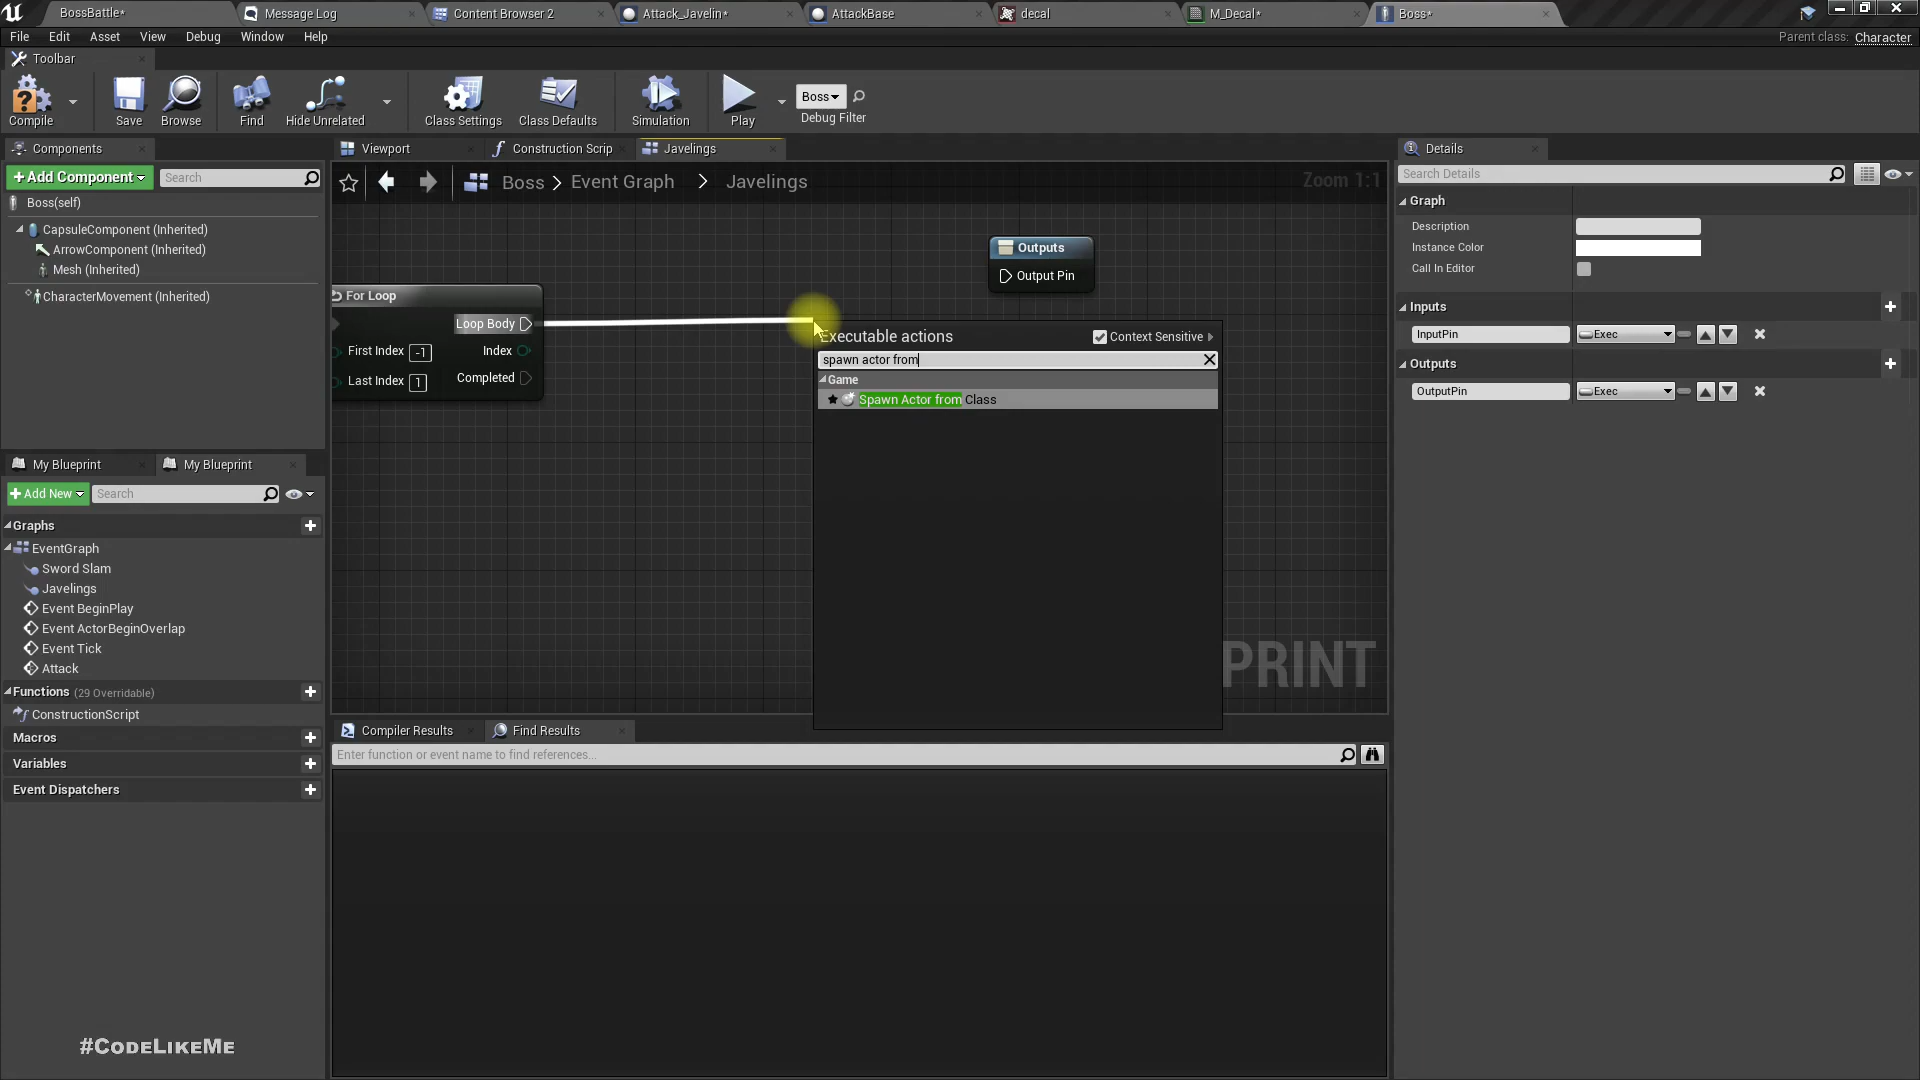 BossBattle*
Message Log
Content Browser 2
Attack_Javelin*
AttackBase
decal
M_Decal*
Boss*
File
Edit
Asset
View
Debug
Window
Help
Parent class: Character
Toolbar
Compile
Save
Browse
Find
Hide Unrelated
Class Settings
Class Defaults
Simulation
Play
Boss
Debug Filter
Components
Viewport
Construction Scrip
Javelings
Details
+Add Component
Search
Boss > Event Graph > Javelings
Zoom 1:1
Search Details
Boss(self)
CapsuleComponent (Inherited)
ArrowComponent (Inherited)
Mesh (Inherited)
CharacterMovement (Inherited)
For Loop
Loop Body
First Index -1
Index
Last Index 1
Completed
Outputs
Output Pin
Executable actions
Context Sensitive
spawn actor from
Game
Spawn Actor from Class
PRINT
Graph
Description
Instance Color
Call In Editor
Inputs
InputPin
Exec
Outputs
OutputPin
Exec
My Blueprint
My Blueprint
+Add New
Search
Graphs
EventGraph
Sword Slam
Javelings
Event BeginPlay
Event ActorBeginOverlap
Event Tick
Attack
Functions (29 Overridable)
ConstructionScript
Macros
Variables
Event Dispatchers
Compiler Results
Find Results
Enter function or event name to find references...
#CodeLikeMe